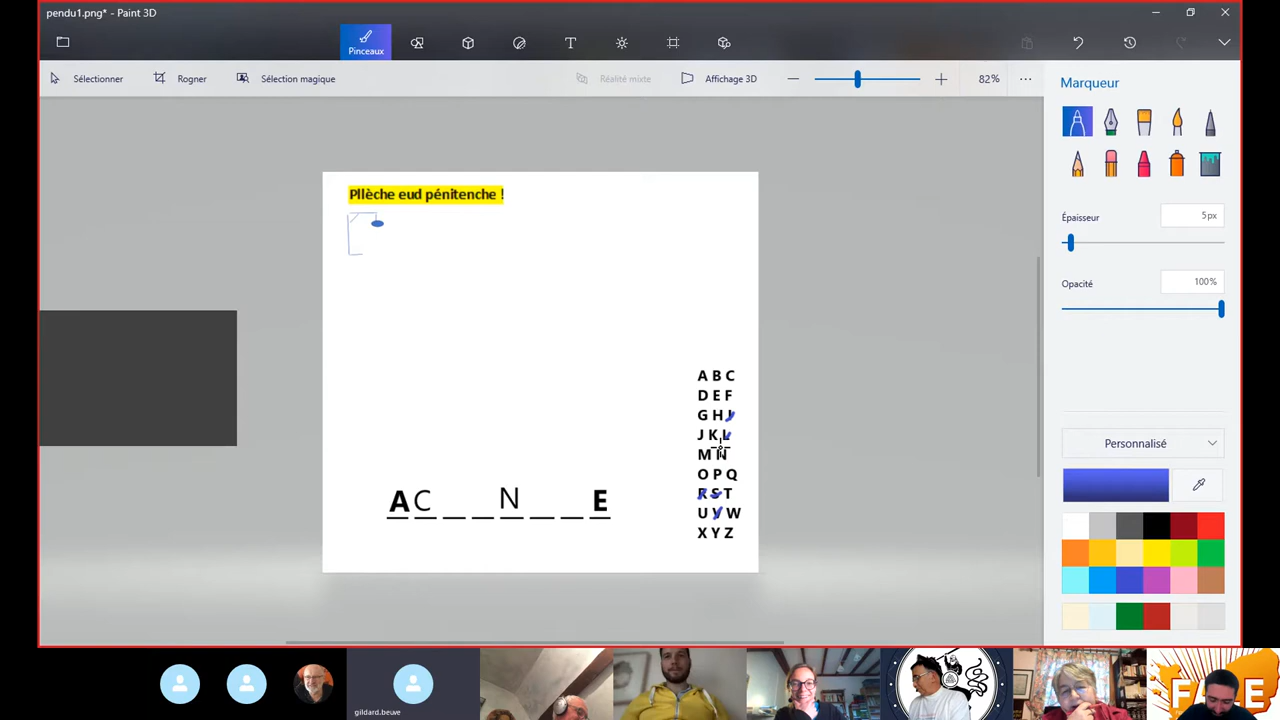 pendu1.png* - Paint 3D
Pinceaux
Sélectionner Rogner Sélection magique Réalité mixte Affichage 3D 82%
Marqueur
Épaisseur 5px
Opacité 100%
Personnalisé
Pllèche eud pénitenche !
A B C
D E F
G H I
J K L
M N
O P Q
R S T
U V W
X Y Z
A C _ _ N _ _ E
gildard.beuve